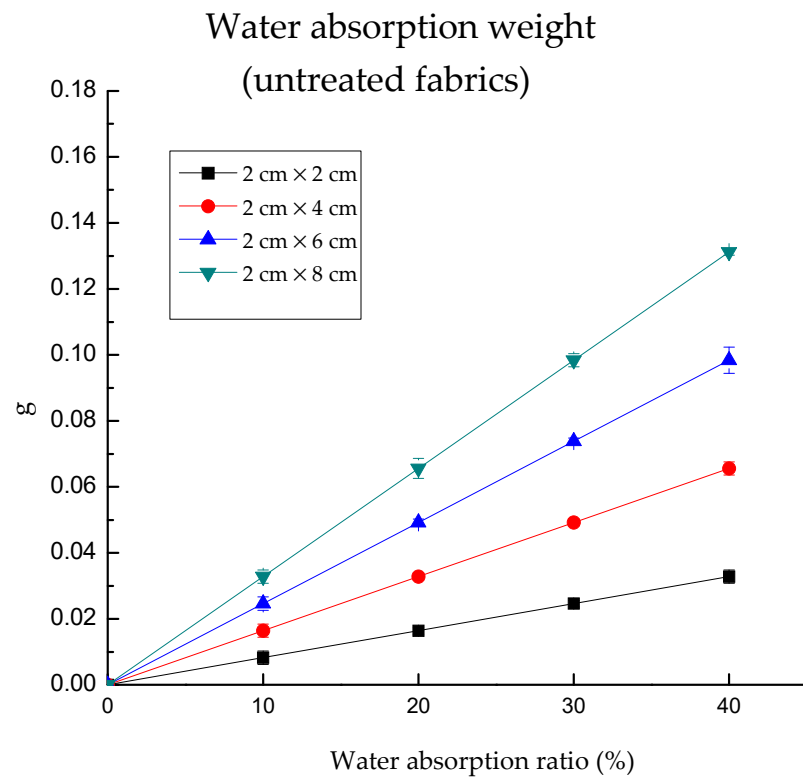 Water absorption weight
(untreated fabrics)
0.18
0.16
0.14
0.12
0.10
0.08
0.06
0.04
0.02
0.00
g
2 cm × 2 cm
2 cm × 4 cm
2 cm × 6 cm
2 cm × 8 cm
0 10 20 30 40
Water absorption ratio (%)